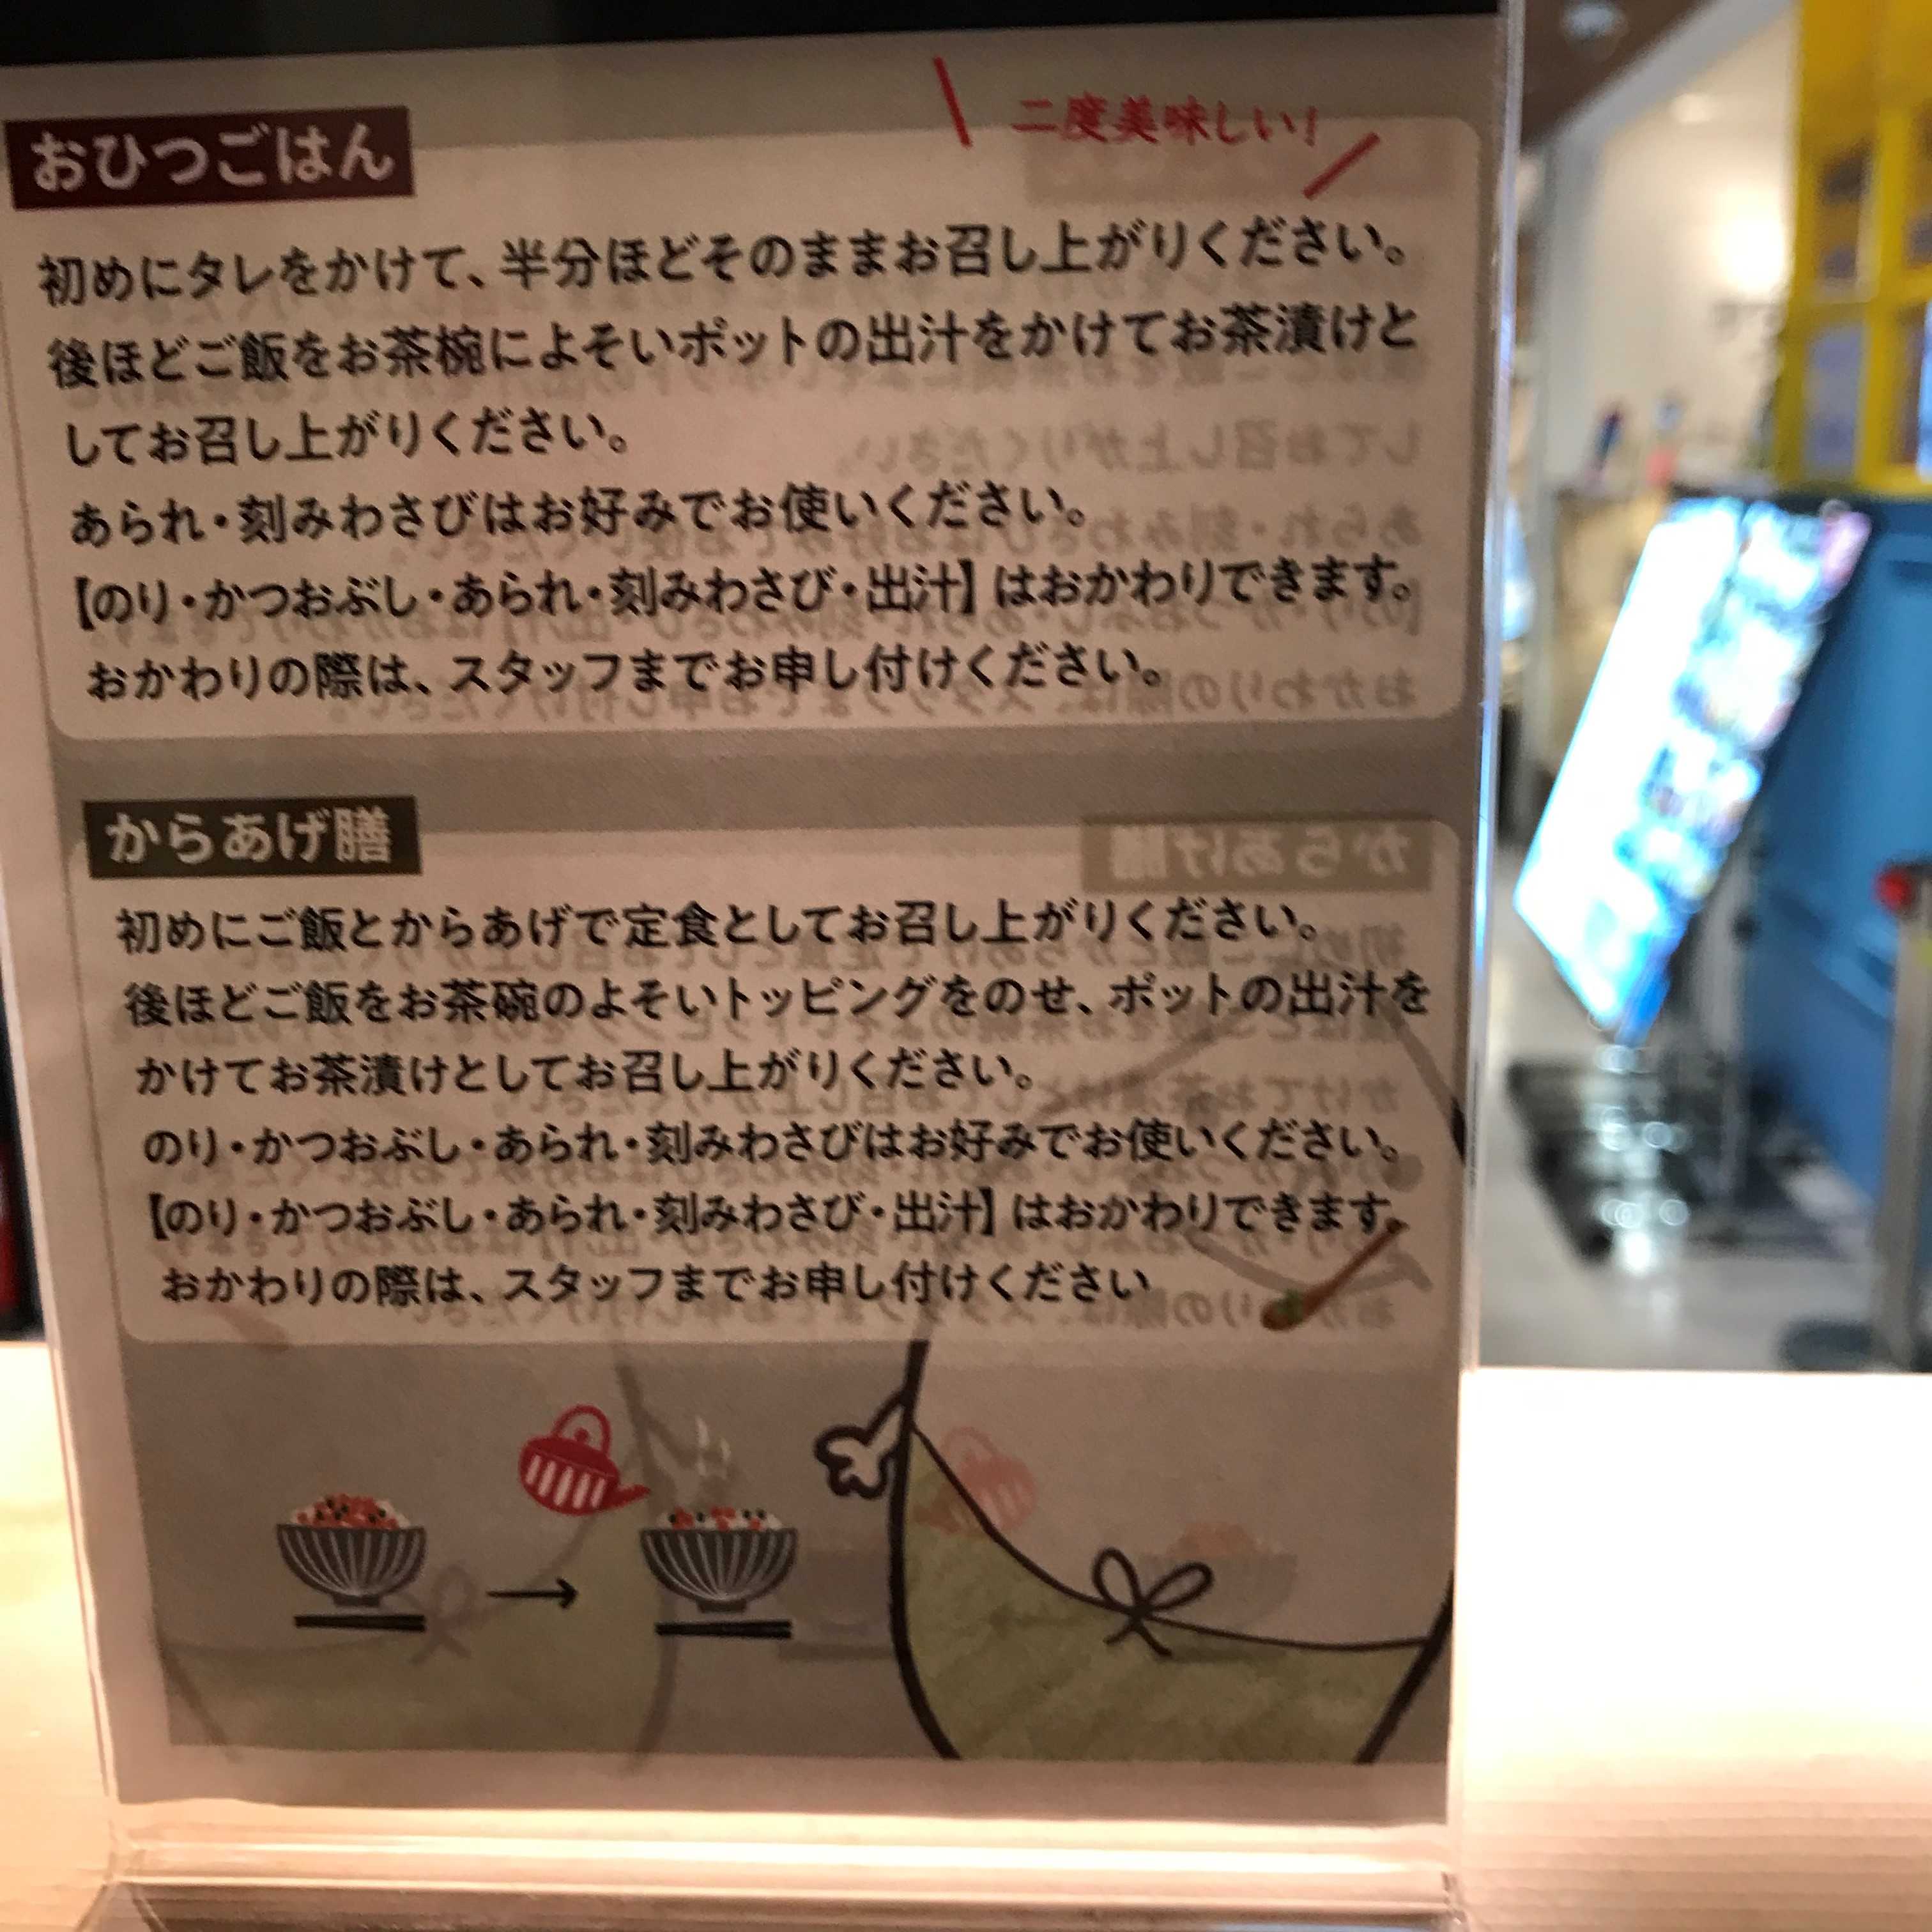 おひつごはん
二度美味しい!
初めにタレをかけて、半分ほどそのままお召し上がりください。
後ほどご飯をお茶椀によそいポットの出汁をかけてお茶漬けと
してお召し上がりください。
あられ・刻みわさびはお好みでお使いください。
【のり・かつおぶし・あられ・刻みわさび・出汁】はおかわりできます。
おかわりの際は、スタッフまでお申し付けください。
からあげ膳
初めにご飯とからあげで定食としてお召し上がりください。
後ほどご飯をお茶碗のよそいトッピングをのせ、ポットの出汁を
かけてお茶漬けとしてお召し上がりください。
のり・かつおぶし・あられ・刻みわさびはお好みでお使いください。
【のり・かつおぶし・あられ・刻みわさび・出汁】はおかわりできます。
おかわりの際は、スタッフまでお申し付けください